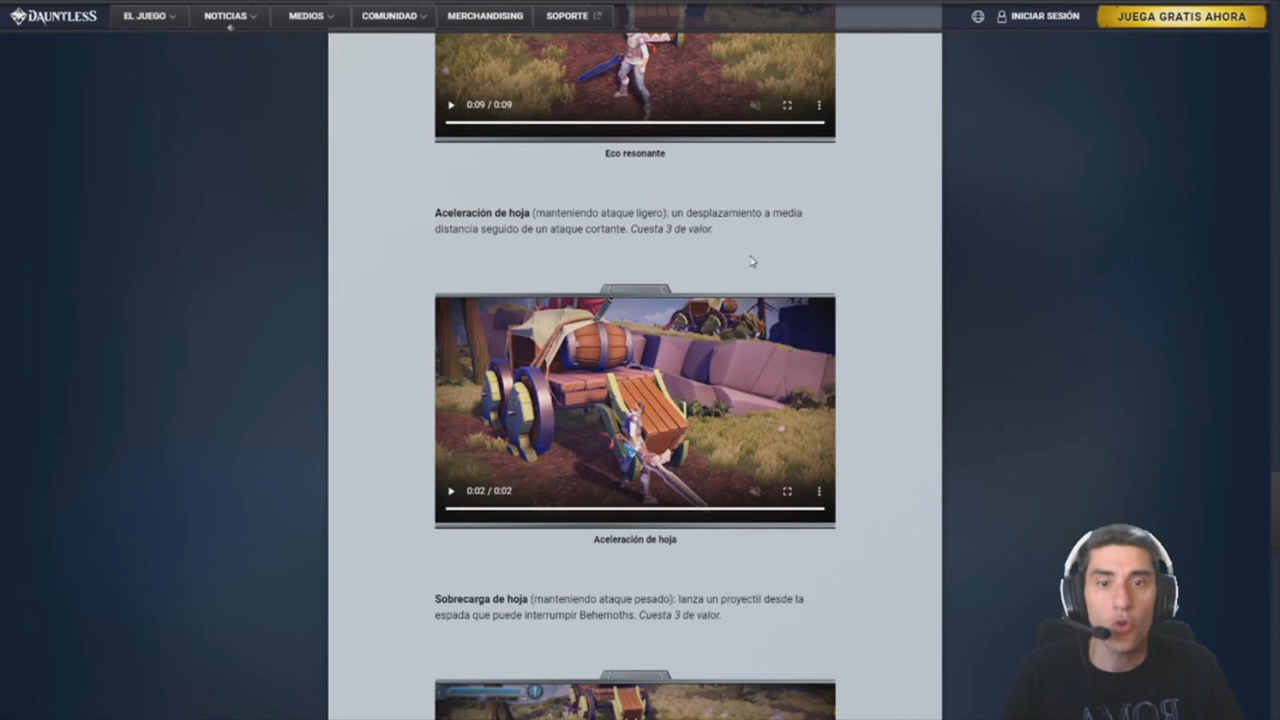 DAUNTLESS
EL JUEGO
NOTICIAS
MEDIOS
COMUNIDAD
MERCHANDISING
SOPORTE
INICIAR SESIÓN
JUEGA GRATIS AHORA
0:09 / 0:09
Eco resonante
Aceleración de hoja (manteniendo ataque ligero): un desplazamiento a media
distancia seguido de un ataque cortante. Cuesta 3 de valor.
0:02 / 0:02
Aceleración de hoja
Sobrecarga de hoja (manteniendo ataque pesado): lanza un proyectil desde la
espada que puede interrumpir Behemoths. Cuesta 3 de valor.
ROMA